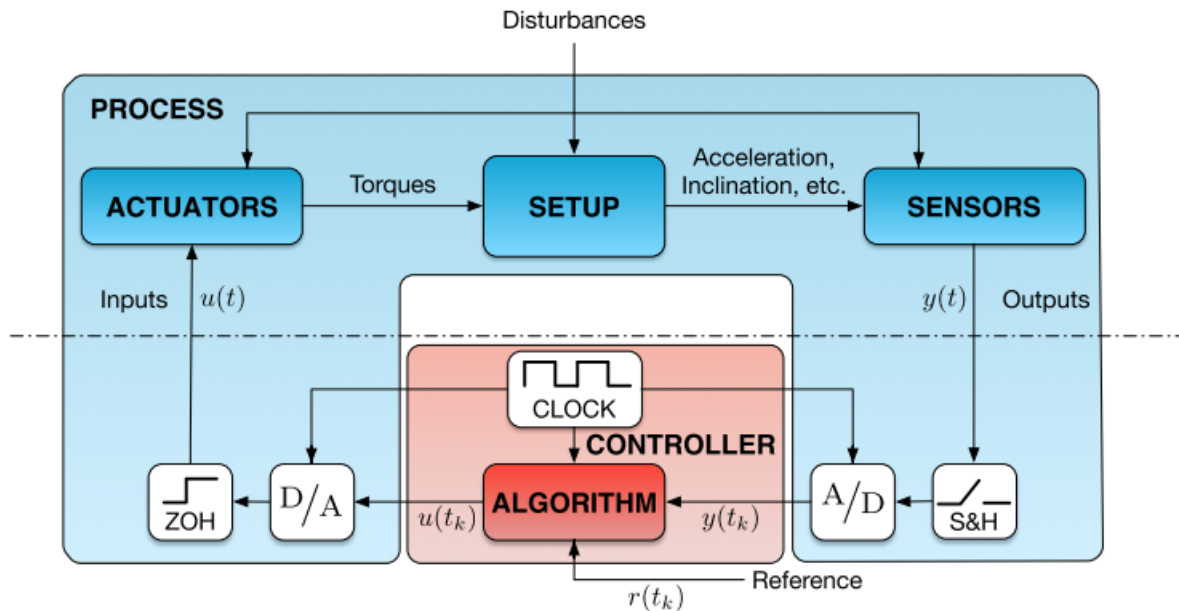 Disturbances
PROCESS
Acceleration,
Inclination, etc.
Torques
ACTUATORS
SETUP
SENSORS
Inputs
u(t)
y(t)
Outputs
CLOCK
CONTROLLER
ZOH
D/A
u(t_k)
ALGORITHM
y(t_k)
A/D
S&H
Reference
r(t_k)